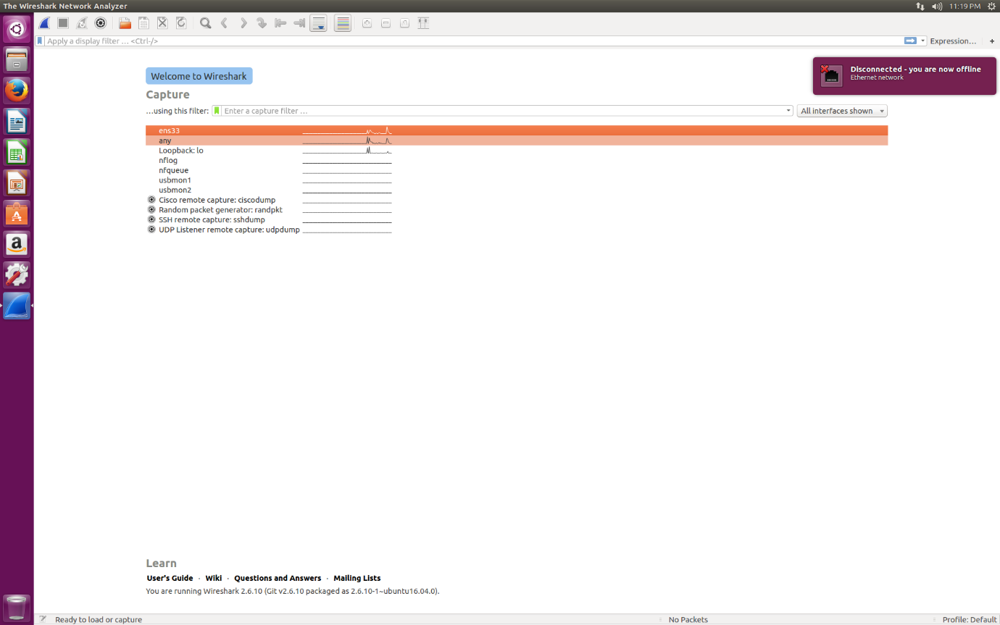 The Wireshark Network Analyzer
11:19 PM
Apply a display filter … <Ctrl-/>
Expression…
+
Disconnected - you are now offline
Ethernet network
Welcome to Wireshark
Capture
…using this filter:
Enter a capture filter …
All interfaces shown
ens33
any
Loopback: lo
nflog
nfqueue
usbmon1
usbmon2
Cisco remote capture: ciscodump
Random packet generator: randpkt
SSH remote capture: sshdump
UDP Listener remote capture: udpdump
Learn
User's Guide · Wiki · Questions and Answers · Mailing Lists
You are running Wireshark 2.6.10 (Git v2.6.10 packaged as 2.6.10-1~ubuntu16.04.0).
Ready to load or capture
No Packets
Profile: Default